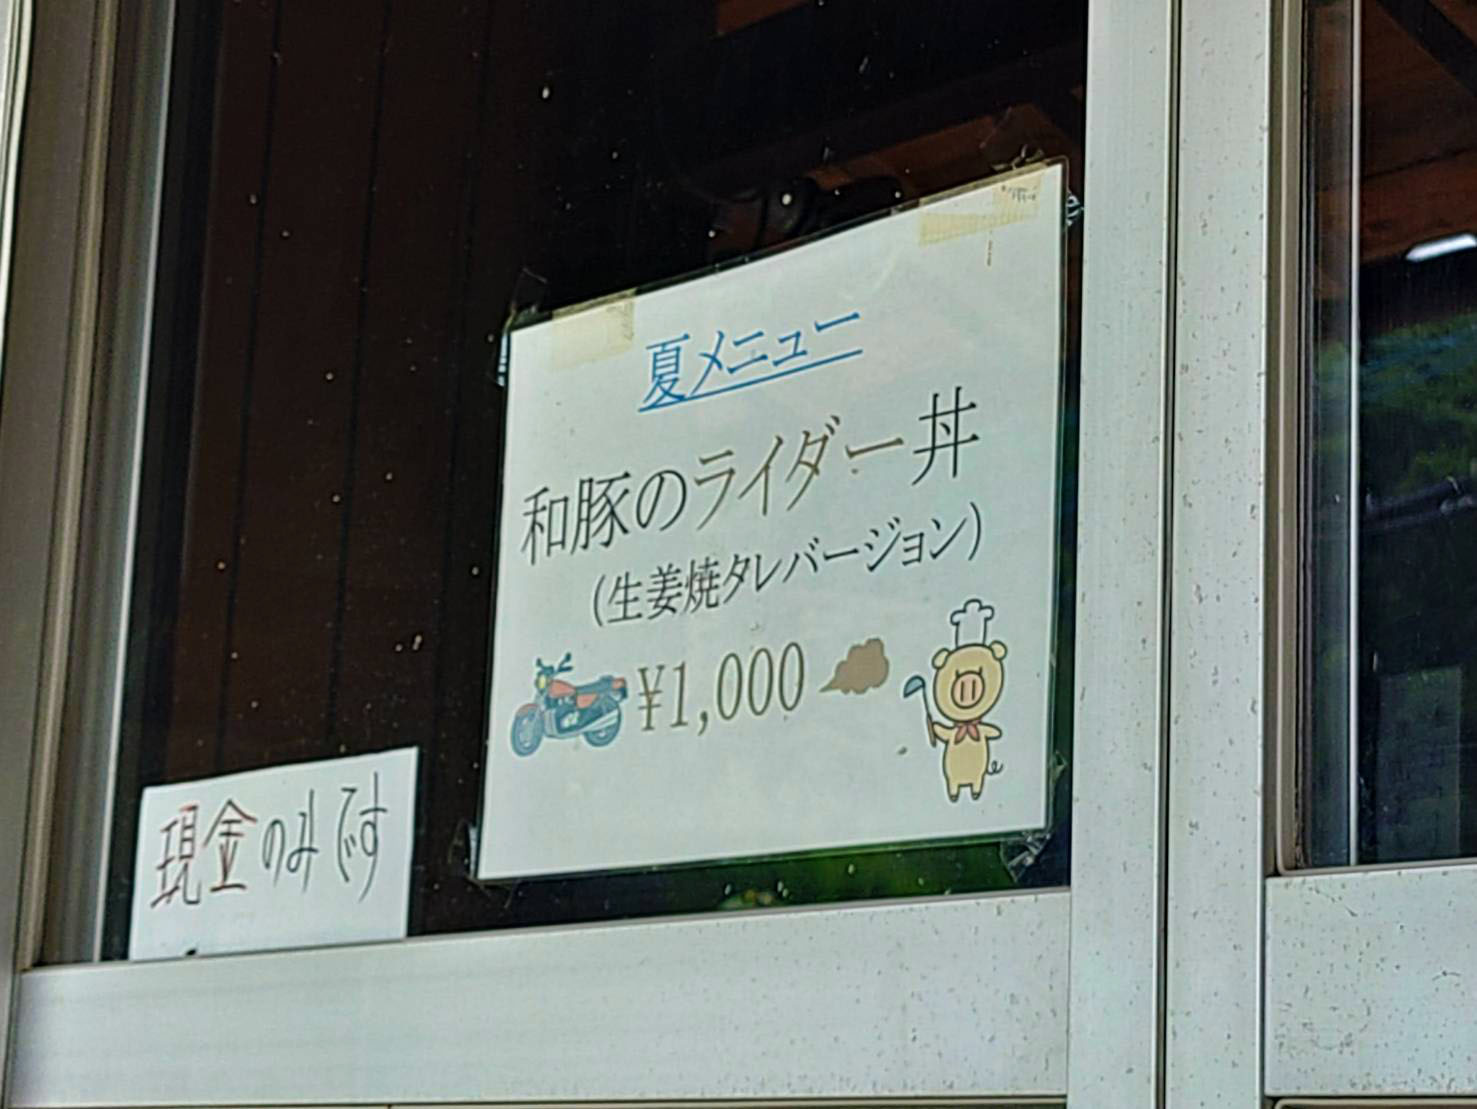 夏メニュー
和豚のライダー丼
(生姜焼タレバージョン)
¥1,000
現金のみです